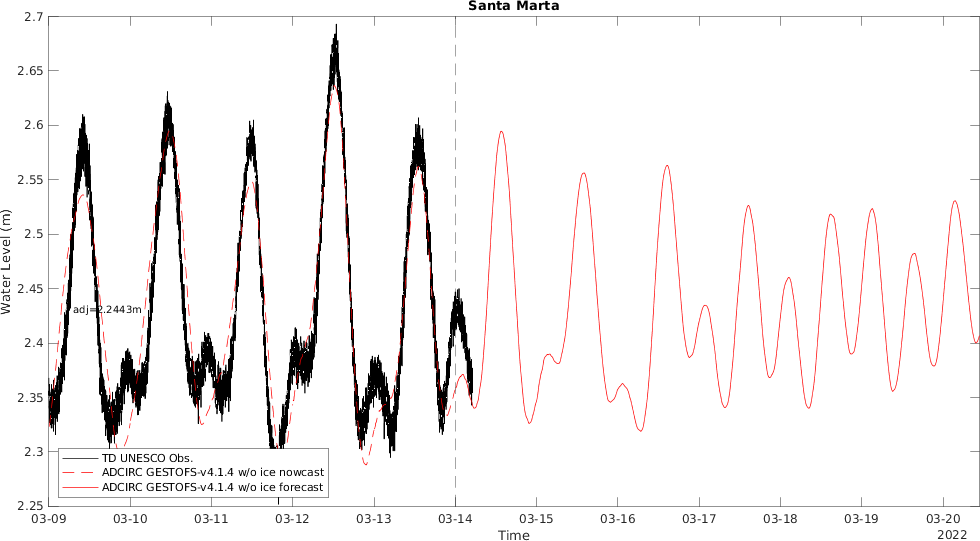 Santa Marta
2.7
2.65
2.6
2.55
2.5
2.45
2.4
2.35
2.3
2.25
Water Level (m)
adj=2.2443m
TD UNESCO Obs.
ADCIRC GESTOFS-v4.1.4 w/o ice nowcast
ADCIRC GESTOFS-v4.1.4 w/o ice forecast
03-09 03-10 03-11 03-12 03-13 03-14 03-15 03-16 03-17 03-18 03-19 03-20
Time
2022